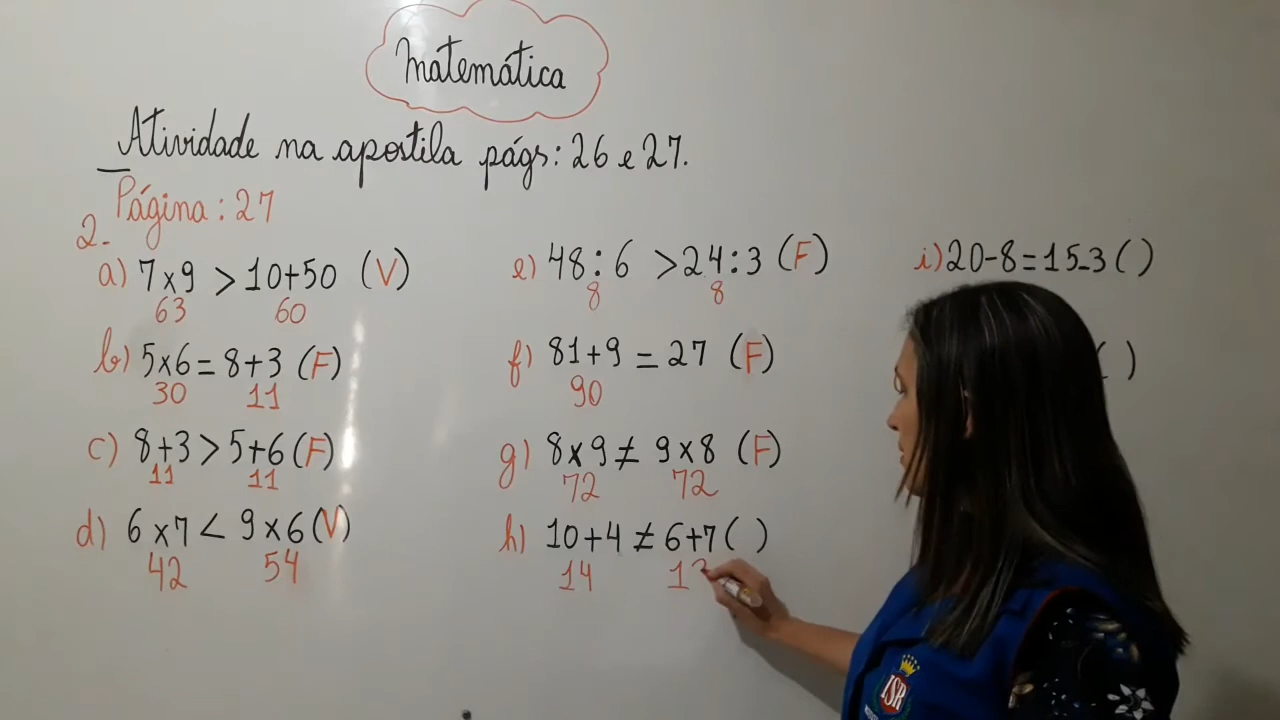 Matemática
Atividade na apostila págs: 26 e 27.
Página: 27
2.
a) 7x9 > 10+50 (V)
63 60
b) 5x6 = 8+3 (F)
30 11
c) 8+3 > 5+6 (F)
11 11
d) 6x7 < 9x6 (V)
42 54
e) 48:6 > 24:3 (F)
8 8
f) 81+9 = 27 (F)
90
g) 8x9 ≠ 9x8 (F)
72 72
h) 10+4 ≠ 6+7 ( )
14 13
i) 20-8=15-3 ( )
( )
ISR